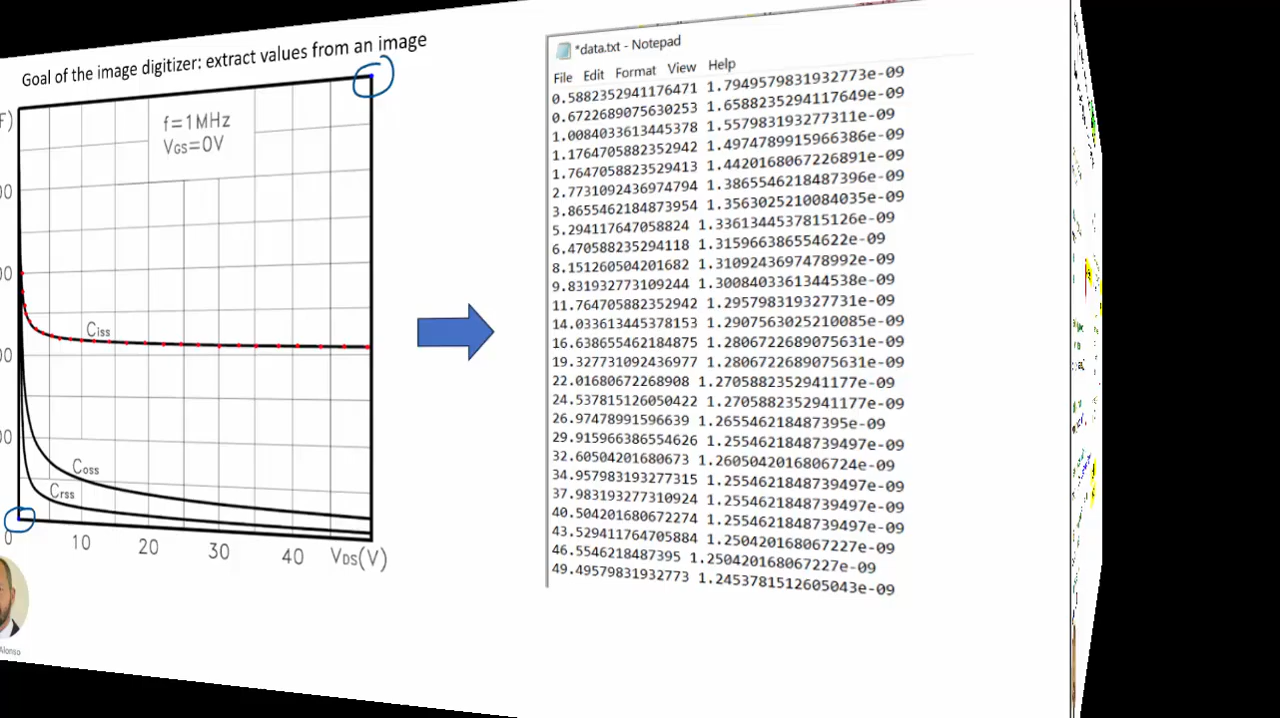 Goal of the image digitizer: extract values from an image
F)
f=1MHz
VGS=0V
00
00
00
00
Ciss
Coss
Crss
0
10
20
30
40
VDS(V)
Alonso
*data.txt - Notepad
File Edit Format View Help
0.5882352941176471 1.7949579831932773e-09
0.6722689075630253 1.6588235294117649e-09
1.0084033613445378 1.557983193277311e-09
1.1764705882352942 1.4974789915966386e-09
1.7647058823529413 1.4420168067226891e-09
2.7731092436974794 1.3865546218487396e-09
3.8655462184873954 1.3563025210084035e-09
5.294117647058824 1.3361344537815126e-09
6.470588235294118 1.315966386554622e-09
8.151260504201682 1.3109243697478992e-09
9.831932773109244 1.3008403361344538e-09
11.764705882352942 1.295798319327731e-09
14.033613445378153 1.2907563025210085e-09
16.638655462184875 1.2806722689075631e-09
19.327731092436977 1.2806722689075631e-09
22.01680672268908 1.2705882352941177e-09
24.537815126050422 1.2705882352941177e-09
26.97478991596639 1.265546218487395e-09
29.915966386554626 1.2554621848739497e-09
32.60504201680673 1.2605042016806724e-09
34.957983193277315 1.2554621848739497e-09
37.983193277310924 1.2554621848739497e-09
40.504201680672274 1.2554621848739497e-09
43.529411764705884 1.250420168067227e-09
46.5546218487395 1.250420168067227e-09
49.49579831932773 1.2453781512605043e-09